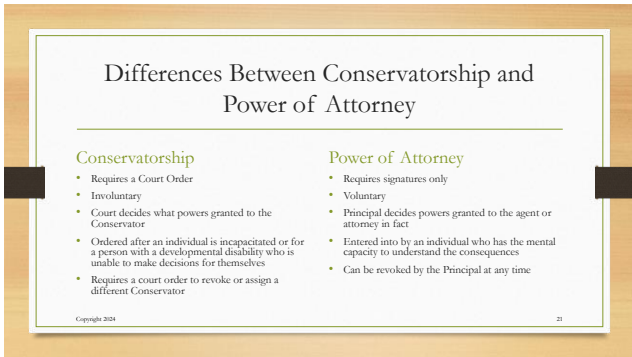 Differences Between Conservatorship and
Power of Attorney
Conservatorship
• Requires a Court Order
• Involuntary
• Court decides what powers granted to the
Conservator
• Ordered after an individual is incapacitated or for
a person with a developmental disability who is
unable to make decisions for themselves
• Requires a court order to revoke or assign a
different Conservator
Power of Attorney
• Requires signatures only
• Voluntary
• Principal decides powers granted to the agent or
attorney in fact
• Entered into by an individual who has the mental
capacity to understand the consequences
• Can be revoked by the Principal at any time
Copyright 2024
21